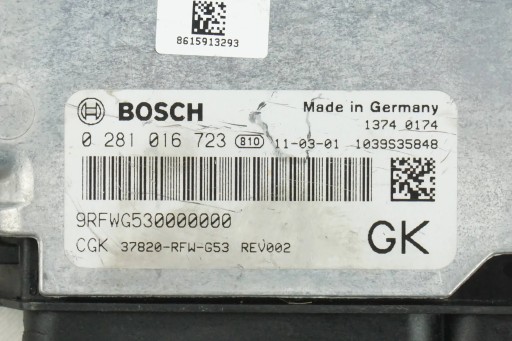 8615913293
BOSCH
Made in Germany
1374 0174
0 281 016 723 810 11-03-01 1039S35848
9RFWG530000000
CGK 37820-RFW-G53 REV002
GK